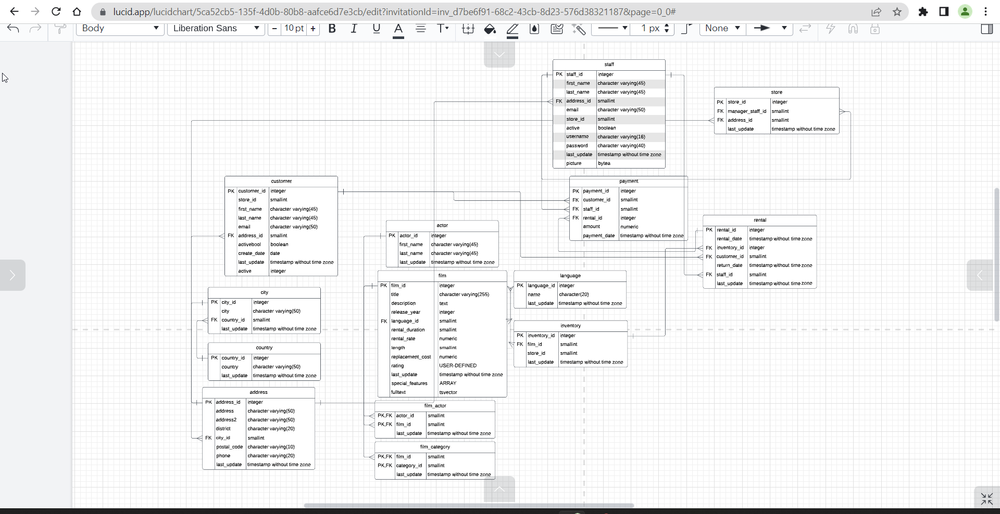 lucid.app/lucidchart/5ca52cb5-135f-4d0b-80b8-aafce6d7e3cb/edit?invitationId=inv_d7be6f91-68c2-43cb-8d23-576d38321187&page=0_0#
Body Liberation Sans - 10 pt + B I U A T 1 px None
staff
PK staff_id integer
first_name character varying(45)
last_name character varying(45)
FK address_id smallint
email character varying(50)
store_id smallint
active boolean
username character varying(16)
password character varying(40)
last_update timestamp without time zone
picture bytea
store
PK store_id integer
FK manager_staff_id smallint
FK address_id smallint
last_update timestamp without time zone
customer
PK customer_id integer
store_id smallint
first_name character varying(45)
last_name character varying(45)
email character varying(50)
FK address_id smallint
activebool boolean
create_date date
last_update timestamp without time zone
active integer
payment
PK payment_id integer
FK customer_id smallint
FK staff_id smallint
FK rental_id integer
amount numeric
payment_date timestamp without time zone
actor
PK actor_id integer
first_name character varying(45)
last_name character varying(45)
last_update timestamp without time zone
rental
PK rental_id integer
rental_date timestamp without time zone
FK inventory_id integer
FK customer_id smallint
return_date timestamp without time zone
FK staff_id smallint
last_update timestamp without time zone
film
PK film_id integer
title character varying(255)
description text
release_year integer
FK language_id smallint
rental_duration smallint
rental_rate numeric
length smallint
replacement_cost numeric
rating USER-DEFINED
last_update timestamp without time zone
special_features ARRAY
fulltext tsvector
language
PK language_id integer
name character(20)
last_update timestamp without time zone
city
PK city_id integer
city character varying(50)
FK country_id smallint
last_update timestamp without time zone
inventory
PK inventory_id integer
FK film_id smallint
store_id smallint
last_update timestamp without time zone
country
PK country_id integer
country character varying(50)
last_update timestamp without time zone
address
PK address_id integer
address character varying(50)
address2 character varying(50)
district character varying(20)
FK city_id smallint
postal_code character varying(10)
phone character varying(20)
last_update timestamp without time zone
film_actor
PK,FK actor_id smallint
PK,FK film_id smallint
last_update timestamp without time zone
film_category
PK,FK film_id smallint
PK,FK category_id smallint
last_update timestamp without time zone